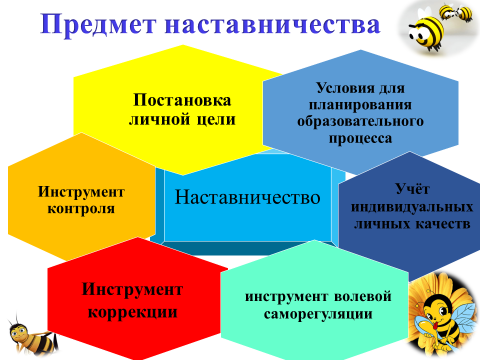 Предмет наставничества
Постановка
личной цели
Условия для
планирования
образовательного
процесса
Инструмент
контроля
Наставничество
Учёт
индивидуальных
личных качеств
Инструмент
коррекции
инструмент волевой
саморегуляции